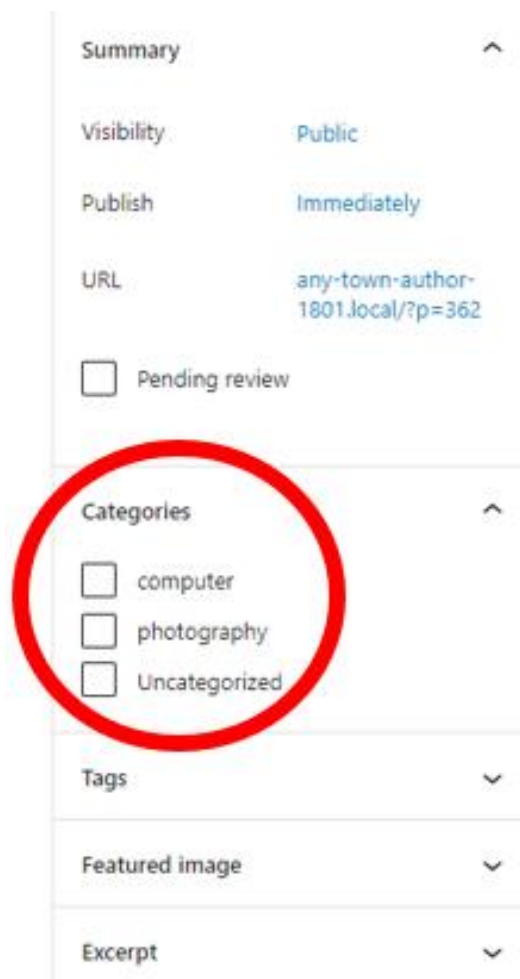 Summary
Visibility Public
Publish Immediately
URL any-town-author-
1801.local/?p=362
Pending review
Categories
computer
photography
Uncategorized
Tags
Featured image
Excerpt